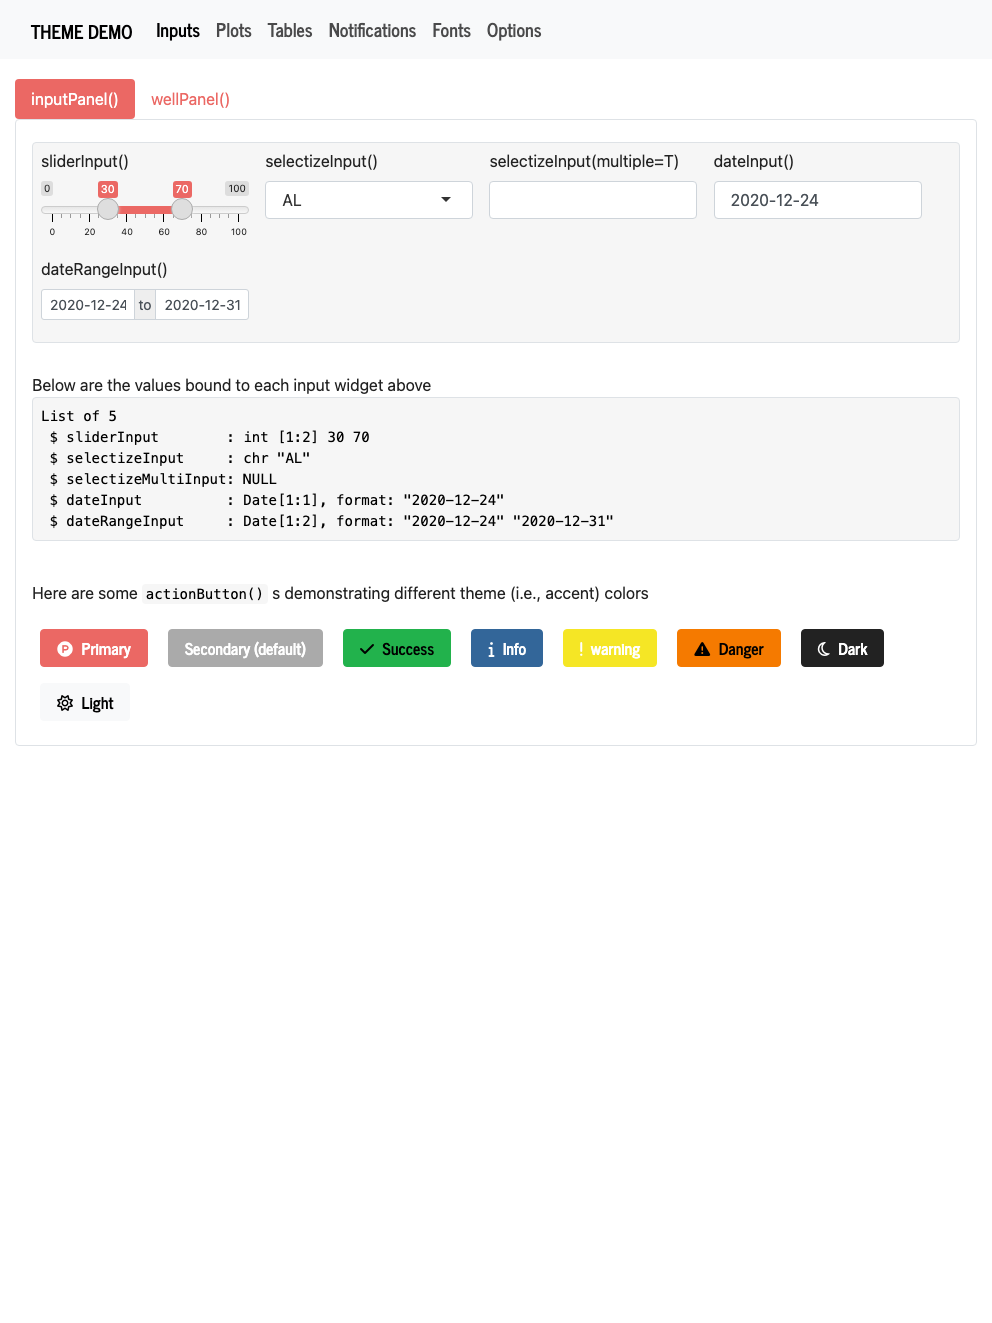 THEME DEMO Inputs Plots Tables Notifications Fonts Options
inputPanel() wellPanel()
sliderInput() selectizeInput() selectizeInput(multiple=T) dateInput()
0 30 70 100
AL 2020-12-24
0 20 40 60 80 100
dateRangeInput()
2020-12-24 to 2020-12-31
Below are the values bound to each input widget above
List of 5
 $ sliderInput        : int [1:2] 30 70
 $ selectizeInput     : chr "AL"
 $ selectizeMultiInput: NULL
 $ dateInput          : Date[1:1], format: "2020-12-24"
 $ dateRangeInput     : Date[1:2], format: "2020-12-24" "2020-12-31"
Here are some actionButton() s demonstrating different theme (i.e., accent) colors
Primary Secondary (default) Success Info warning Danger Dark
Light